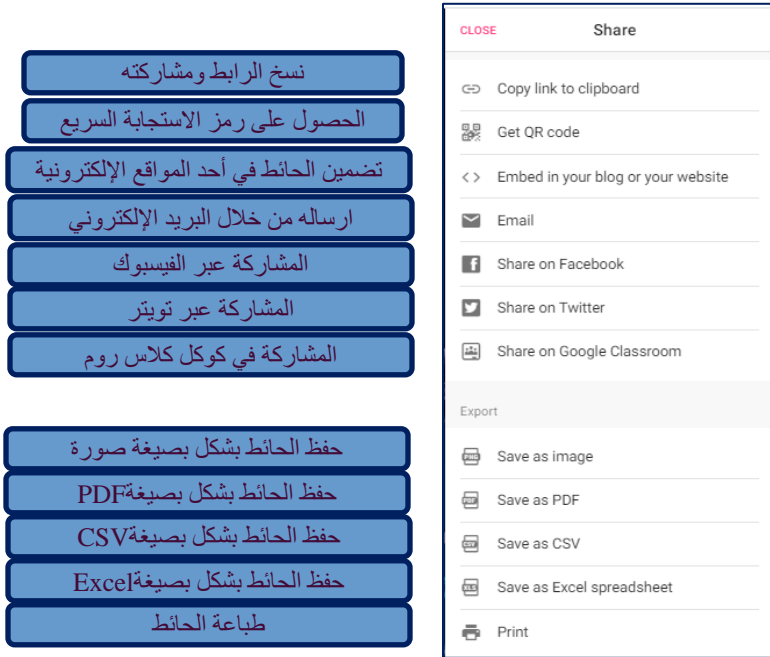 CLOSE Share
نسخ الرابط ومشاركته
Copy link to clipboard
الحصول على رمز الاستجابة السريع
Get QR code
تضمين الحائط في أحد المواقع الإلكترونية
Embed in your blog or your website
ارساله من خلال البريد الإلكتروني
Email
المشاركة عبر الفيسبوك
Share on Facebook
المشاركة عبر تويتر
Share on Twitter
المشاركة في كوكل كلاس روم
Share on Google Classroom
Export
حفظ الحائط بشكل بصيغة صورة
PNG Save as image
حفظ الحائط بشكل بصيغةPDF
PDF Save as PDF
حفظ الحائط بشكل بصيغةCSV
CSV Save as CSV
حفظ الحائط بشكل بصيغةExcel
XLS Save as Excel spreadsheet
طباعة الحائط
Print